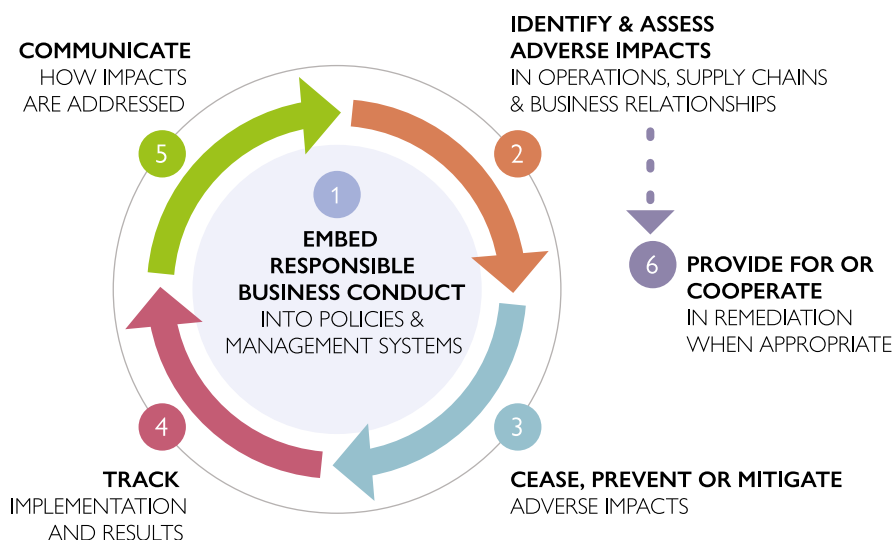 1
EMBED
RESPONSIBLE
BUSINESS CONDUCT
INTO POLICIES &
MANAGEMENT SYSTEMS
2
IDENTIFY & ASSESS
ADVERSE IMPACTS
IN OPERATIONS, SUPPLY CHAINS
& BUSINESS RELATIONSHIPS
3
CEASE, PREVENT OR MITIGATE
ADVERSE IMPACTS
4
TRACK
IMPLEMENTATION
AND RESULTS
5
COMMUNICATE
HOW IMPACTS
ARE ADDRESSED
6
PROVIDE FOR OR
COOPERATE
IN REMEDIATION
WHEN APPROPRIATE